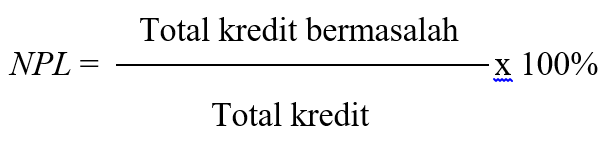 Total kredit bermasalah
NPL = x 100%
Total kredit